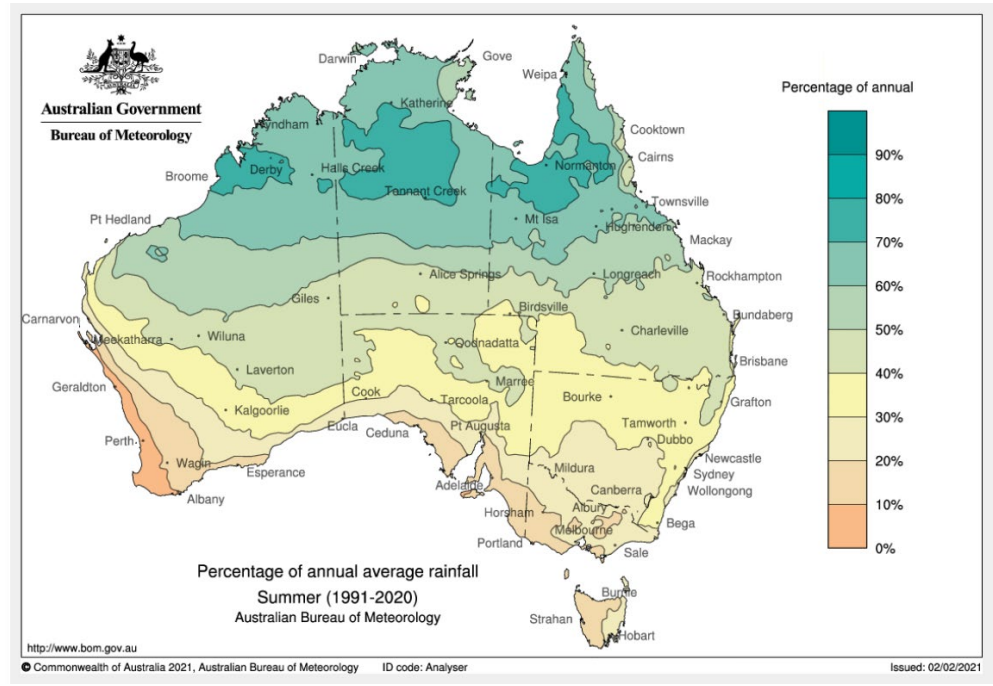 Australian Government
Bureau of Meteorology
Darwin
Gove
Weipa
Percentage of annual
Katherine
Wyndham
Cooktown
90%
Cairns
Broome
Derby
Halls Creek
Normanton
Tennant Creek
80%
Townsville
Pt Hedland
Mt Isa
Hughenden
Mackay
70%
Alice Springs
Longreach
Rockhampton
60%
Giles
Birdsville
Carnarvon
Bundaberg
Meekatharra
Wiluna
Charleville
50%
Oodnadatta
Laverton
Brisbane
40%
Geraldton
Marree
Cook
Tarcoola
Bourke
Grafton
Kalgoorlie
30%
Eucla
Ceduna
Pt Augusta
Tamworth
Dubbo
Perth
Wagin
Esperance
Mildura
Newcastle
20%
Sydney
Albany
Adelaide
Canberra
Wollongong
Horsham
Albury
10%
Melbourne
Bega
Portland
Sale
0%
Percentage of annual average rainfall
Summer (1991-2020)
Australian Bureau of Meteorology
Burnie
Strahan
Hobart
http://www.bom.gov.au
© Commonwealth of Australia 2021, Australian Bureau of Meteorology ID code: Analyser Issued: 02/02/2021